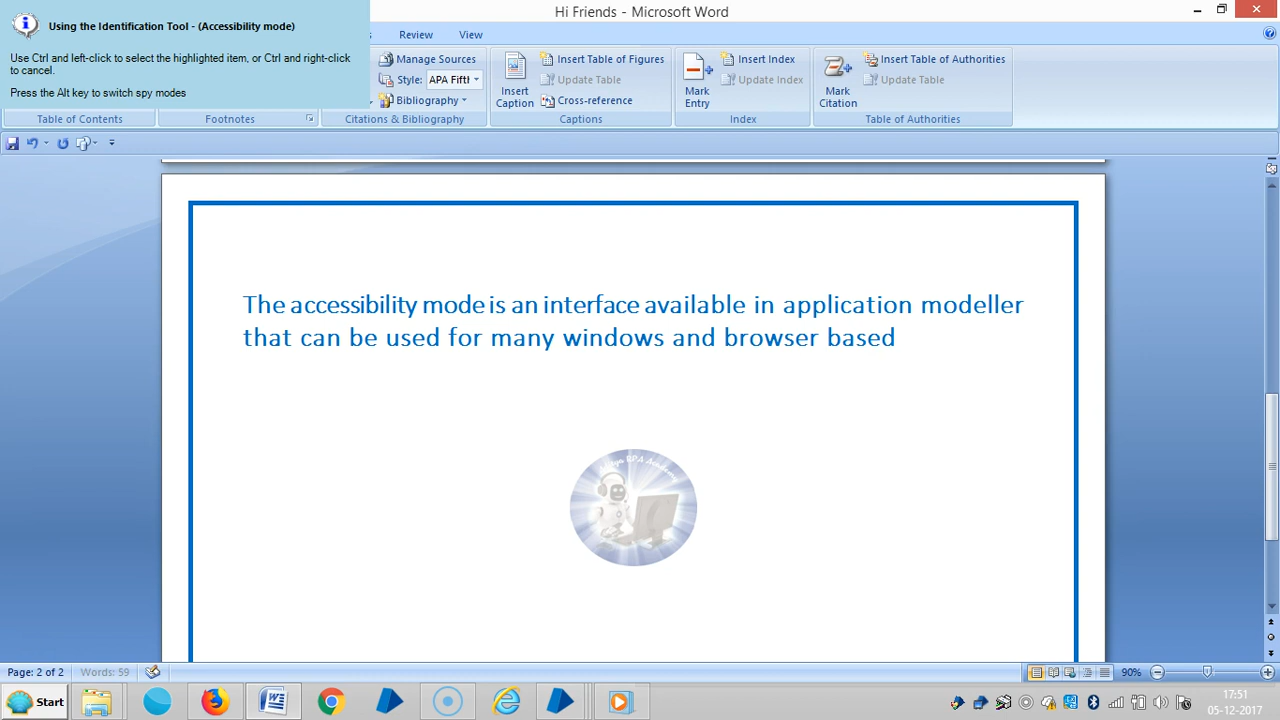 Using the Identification Tool - (Accessibility mode)
Use Ctrl and left-click to select the highlighted item, or Ctrl and right-click
to cancel.
Press the Alt key to switch spy modes
Hi Friends - Microsoft Word
Review View
Manage Sources
Style: APA Fift
Bibliography
Insert Caption
Insert Table of Figures
Update Table
Cross-reference
Mark Entry
Insert Index
Update Index
Mark Citation
Insert Table of Authorities
Update Table
Table of Contents
Footnotes
Citations & Bibliography
Captions
Index
Table of Authorities
The accessibility mode is an interface available in application modeller
that can be used for many windows and browser based
RPA Academy
Page: 2 of 2
Words: 59
90%
Start
17:51
05-12-2017